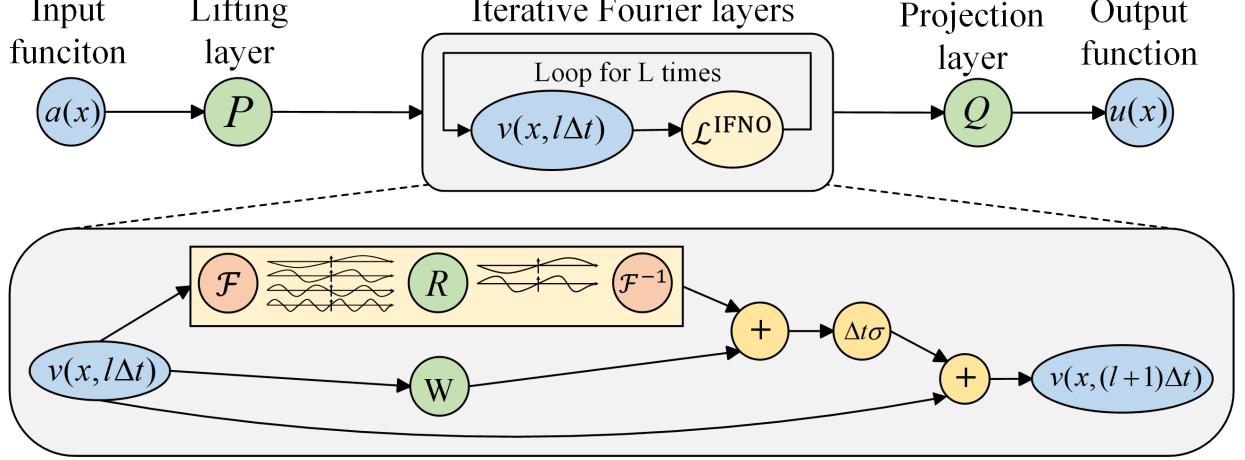 Input
funciton
Lifting
layer
Iterative Fourier layers
Projection
layer
Output
function
a(x)
P
Loop for L times
v(x, lΔt)
ℒ^IFNO
Q
u(x)
ℱ
R
ℱ⁻¹
+
Δtσ
v(x, lΔt)
W
+
v(x, (l+1)Δt)